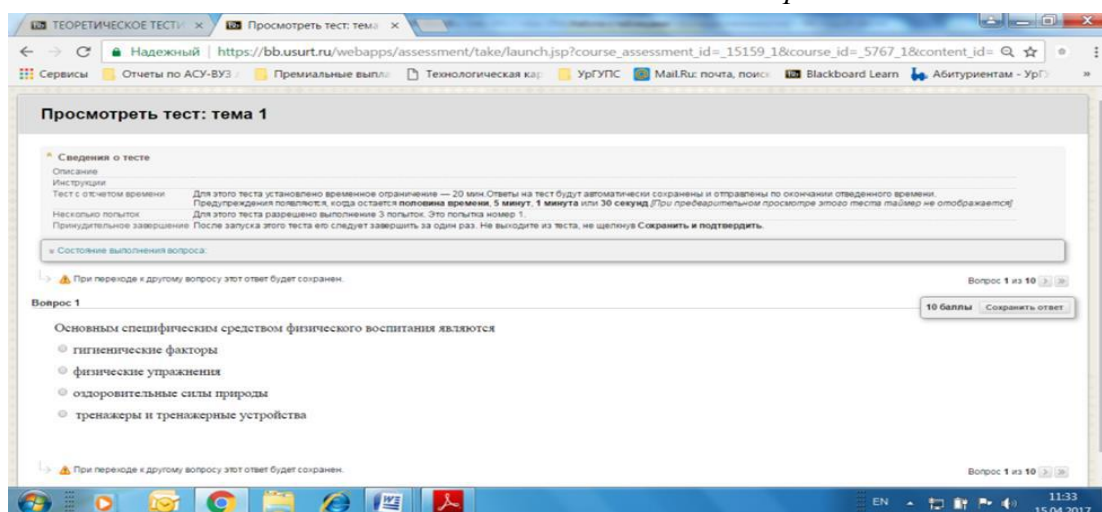 ТЕОРЕТИЧЕСКОЕ ТЕСТИ
Просмотреть тест: тема
Надежный | https://bb.usurt.ru/webapps/assessment/take/launch.jsp?course_assessment_id=_15159_1&course_id=_5767_1&content_id=
Сервисы Отчеты по АСУ-ВУЗ Премиальные выпла Технологическая кар УрГУПС Mail.Ru: почта, поиск Blackboard Learn Абитуриентам - УрГ
Просмотреть тест: тема 1
Сведения о тесте
Описание
Инструкции
Тест с отсчетом времени Для этого теста установлено временное ограничение — 20 мин.Ответы на тест будут автоматически сохранены и отправлены по окончании отведенного времени.
Предупреждения появляются, когда остается половина времени, 5 минут, 1 минута или 30 секунд.[При предварительном просмотре этого теста таймер не отображается]
Несколько попыток Для этого теста разрешено выполнение 3 попыток. Это попытка номер 1.
Принудительное завершение После запуска этого теста его следует завершить за один раз. Не выходите из теста, не щелкнув Сохранить и подтвердить.
Состояние выполнения вопроса:
При переходе к другому вопросу этот ответ будет сохранен. Вопрос 1 из 10
Вопрос 1
10 баллы Сохранить ответ
Основным специфическим средством физического воспитания являются
гигиенические факторы
физические упражнения
оздоровительные силы природы
тренажеры и тренажерные устройства
При переходе к другому вопросу этот ответ будет сохранен. Вопрос 1 из 10
EN 11:33
15.04.2017